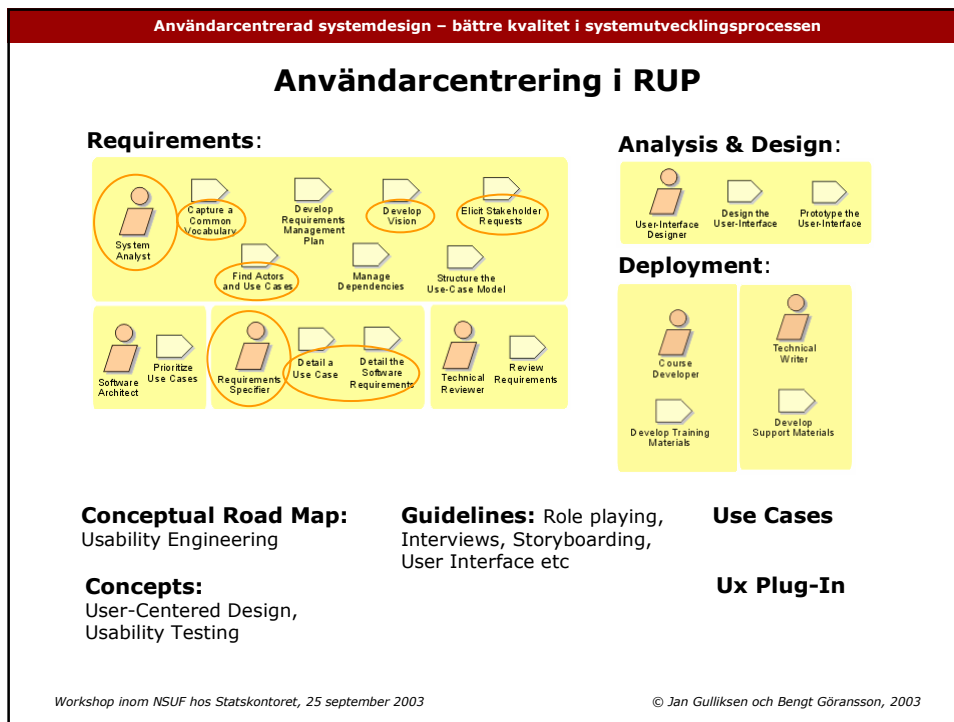 Användarcentrerad systemdesign – bättre kvalitet i systemutvecklingsprocessen
Användarcentrering i RUP
Requirements:
System
Analyst
Capture a
Common
Vocabulary
Develop
Requirements
Management
Plan
Develop
Vision
Elicit Stakeholder
Requests
Find Actors
and Use Cases
Manage
Dependencies
Structure the
Use-Case Model
Software
Architect
Prioritize
Use Cases
Requirements
Specifier
Detail a
Use Case
Detail the
Software
Requirements
Technical
Reviewer
Review
Requirements
Analysis & Design:
User-Interface
Designer
Design the
User-Interface
Prototype the
User-Interface
Deployment:
Course
Developer
Technical
Writer
Develop Training
Materials
Develop
Support Materials
Conceptual Road Map:
Usability Engineering
Concepts:
User-Centered Design,
Usability Testing
Guidelines: Role playing,
Interviews, Storyboarding,
User Interface etc
Use Cases
Ux Plug-In
Workshop inom NSUF hos Statskontoret, 25 september 2003
© Jan Gulliksen och Bengt Göransson, 2003